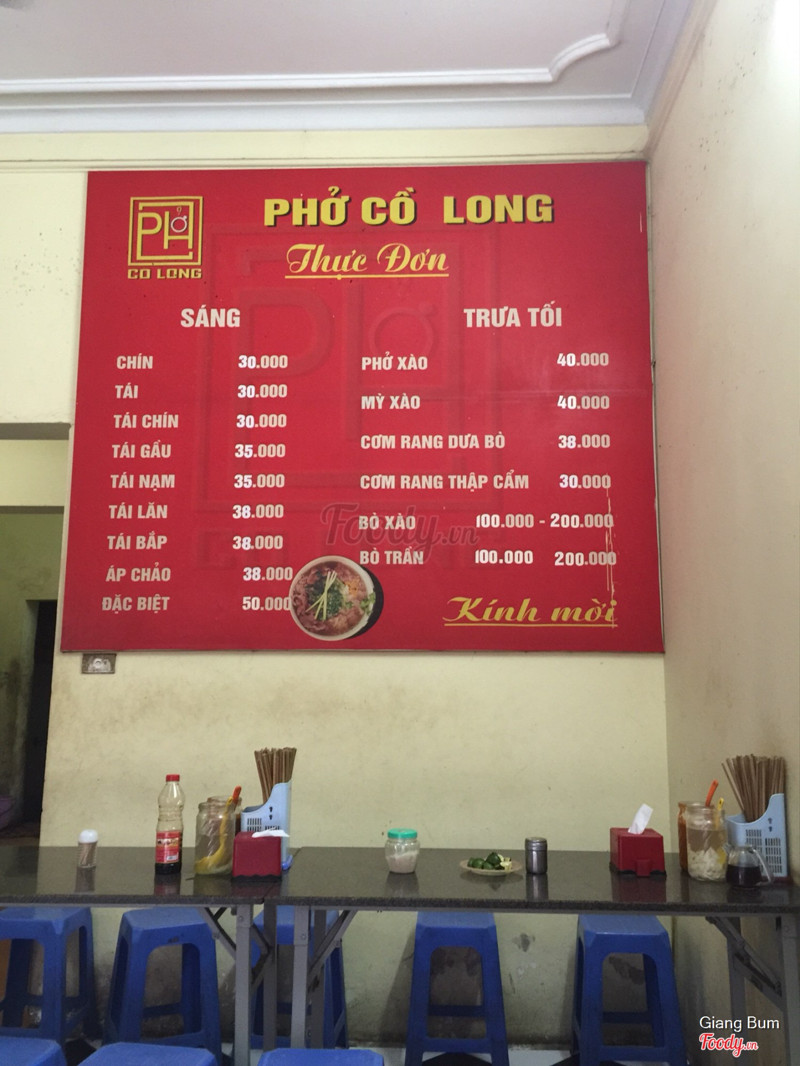 PHỞ
CO LONG
PHỞ CỒ LONG
Thực Đơn
SÁNG
CHÍN 30.000
TÁI 30.000
TÁI CHÍN 30.000
TÁI GẦU 35.000
TÁI NẠM 35.000
TÁI LĂN 38.000
TÁI BẮP 38.000
ÁP CHẢO 38.000
ĐẶC BIỆT 50.000
TRƯA TỐI
PHỞ XÀO 40.000
MỲ XÀO 40.000
CƠM RANG DƯA BÒ 38.000
CƠM RANG THẬP CẨM 30.000
BÒ XÀO 100.000 - 200.000
BÒ TRẦN 100.000 200.000
Kính mời
Foody.vn
Giang Bum
Foody.vn